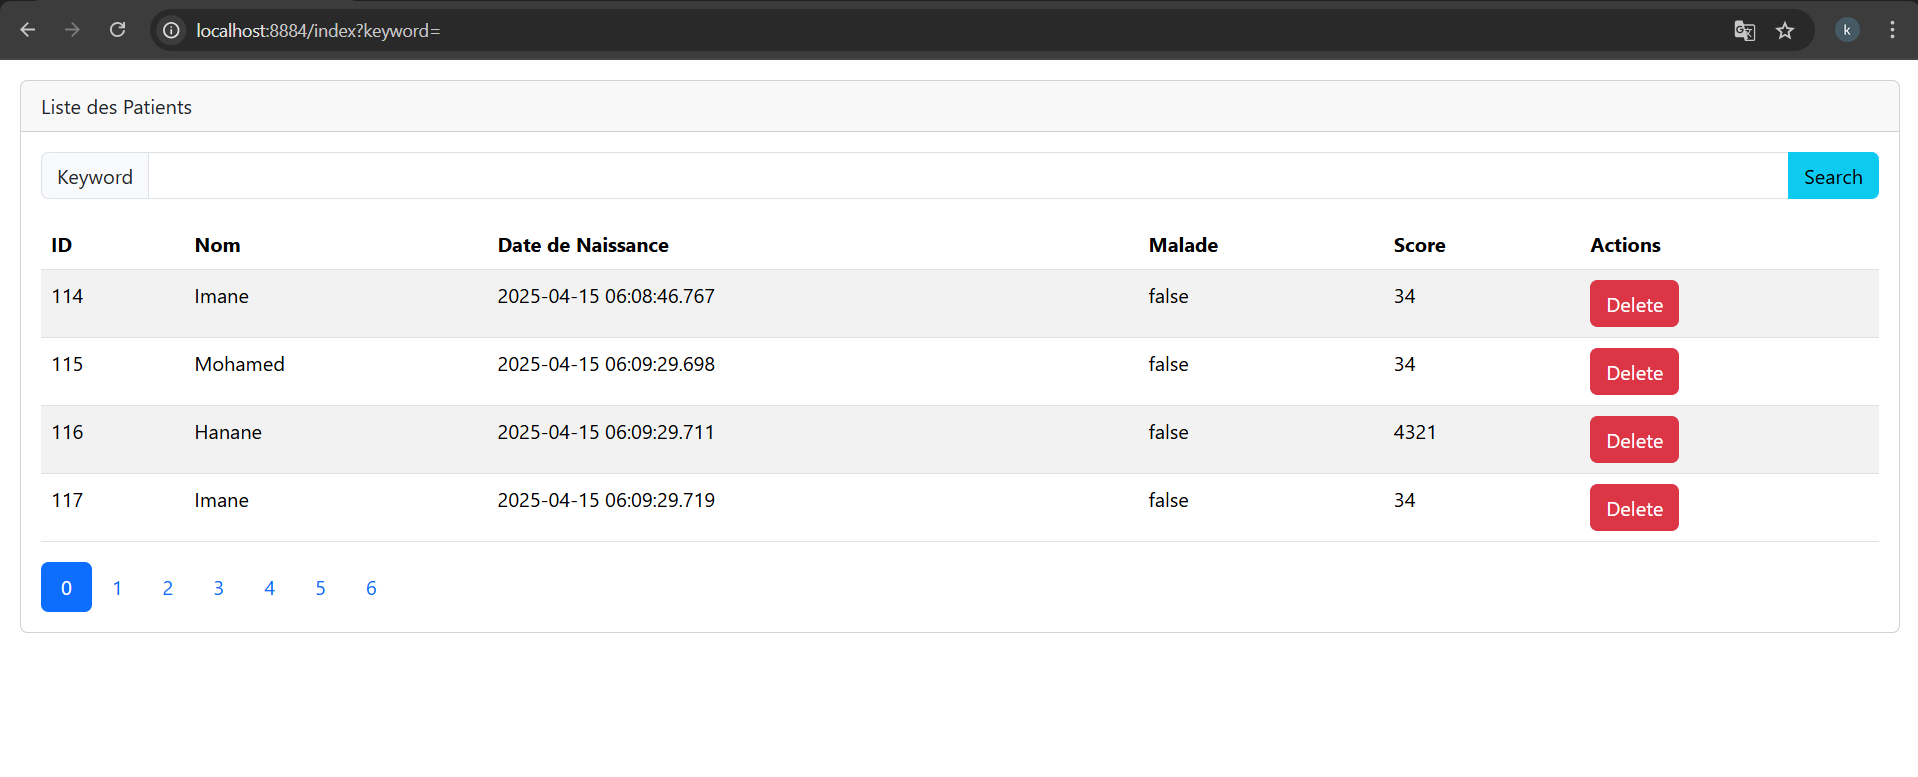 localhost:8884/index?keyword=
k
Liste des Patients
Keyword Search
ID Nom Date de Naissance Malade Score Actions
114 Imane 2025-04-15 06:08:46.767 false 34 Delete
115 Mohamed 2025-04-15 06:09:29.698 false 34 Delete
116 Hanane 2025-04-15 06:09:29.711 false 4321 Delete
117 Imane 2025-04-15 06:09:29.719 false 34 Delete
0 1 2 3 4 5 6